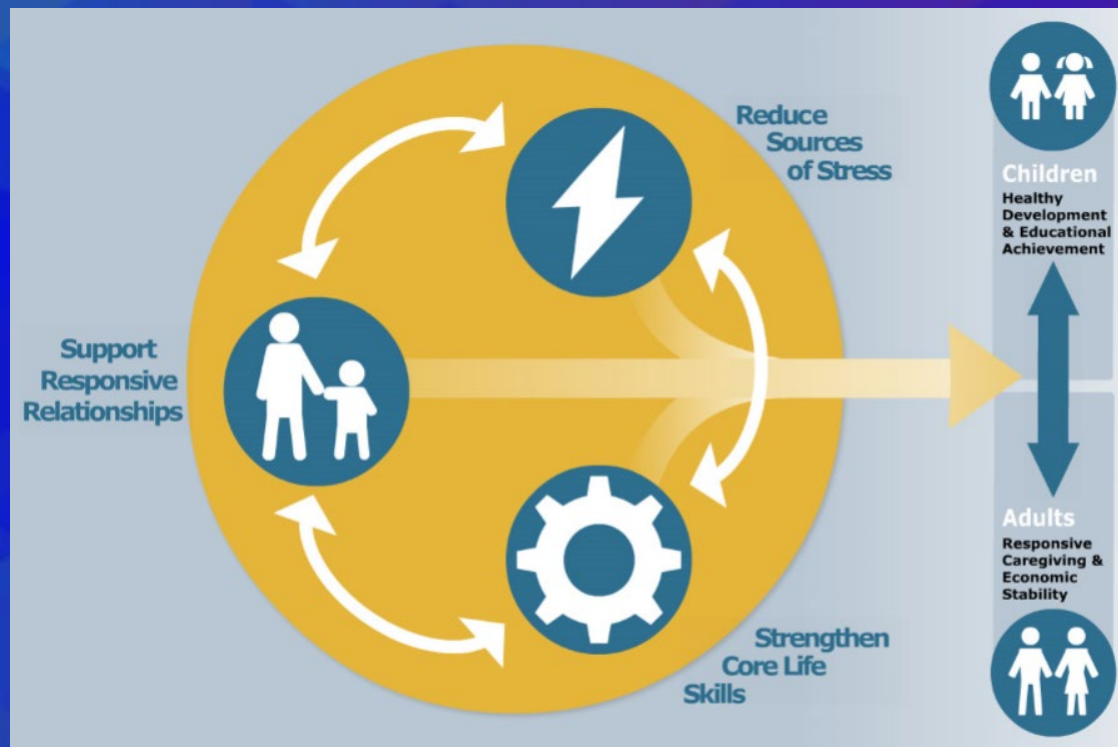 Reduce
Sources
of Stress
Support
Responsive
Relationships
Strengthen
Core Life
Skills
Children
Healthy
Development
& Educational
Achievement
Adults
Responsive
Caregiving &
Economic
Stability